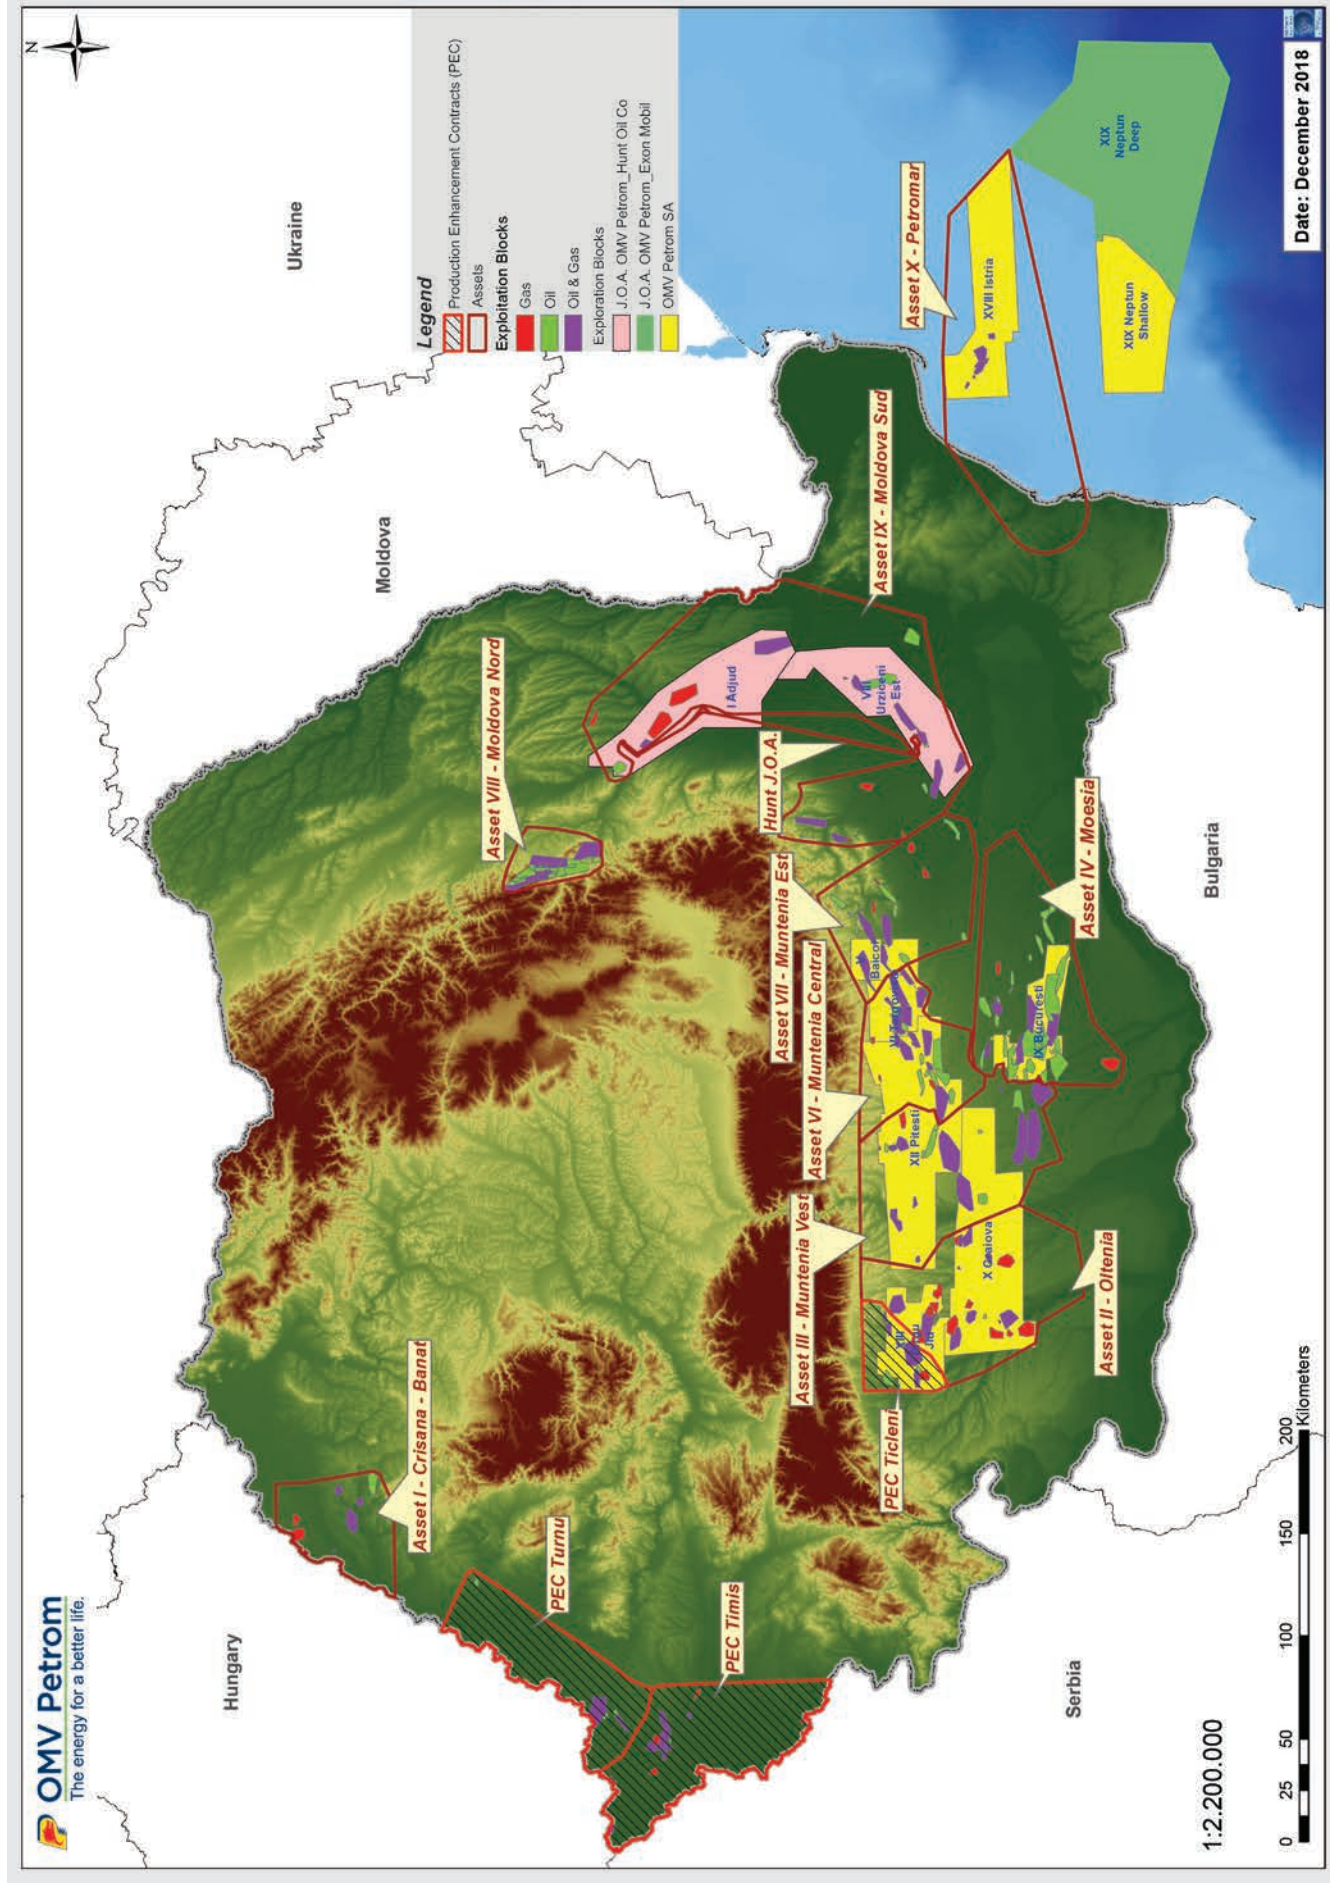 OMV Petrom
The energy for a better life.
N
Legend
Production Enhancement Contracts (PEC)
Assets
Exploitation Blocks
Gas
Oil
Oil & Gas
Exploration Blocks
J.O.A. OMV Petrom_Hunt Oil Co
J.O.A. OMV Petrom_Exon Mobil
OMV Petrom SA
Ukraine
Moldova
Hungary
Serbia
Bulgaria
Asset I - Crisana - Banat
PEC Turnu
PEC Timis
Asset VIII - Moldova Nord
Hunt J.O.A.
Asset VII - Muntenia Est
Asset VI - Muntenia Central
Asset III - Muntenia Vest
PEC Ticleni
Asset IX - Moldova Sud
Asset X - Petromar
Asset IV - Moesia
Asset II - Oltenia
I Adjud
VIII
Urziceni
Est
V
Baicoi
XII Pitesti
X Craiova
XIII
Jiu
IX Bucuresti
XVIII Istria
XIX Neptun
Shallow
XIX
Neptun
Deep
1:2.200.000
0 25 50 100 150 200
Kilometers
Date: December 2018